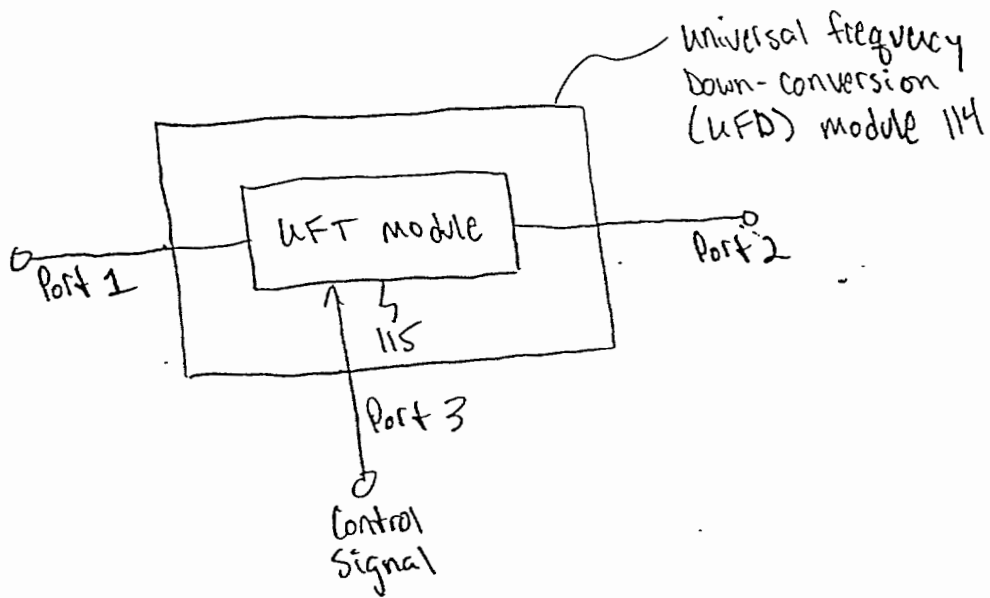 universal frequency
Down-conversion
(UFD) module 114
UFT module
Port 1
Port 2
115
Port 3
Control
Signal